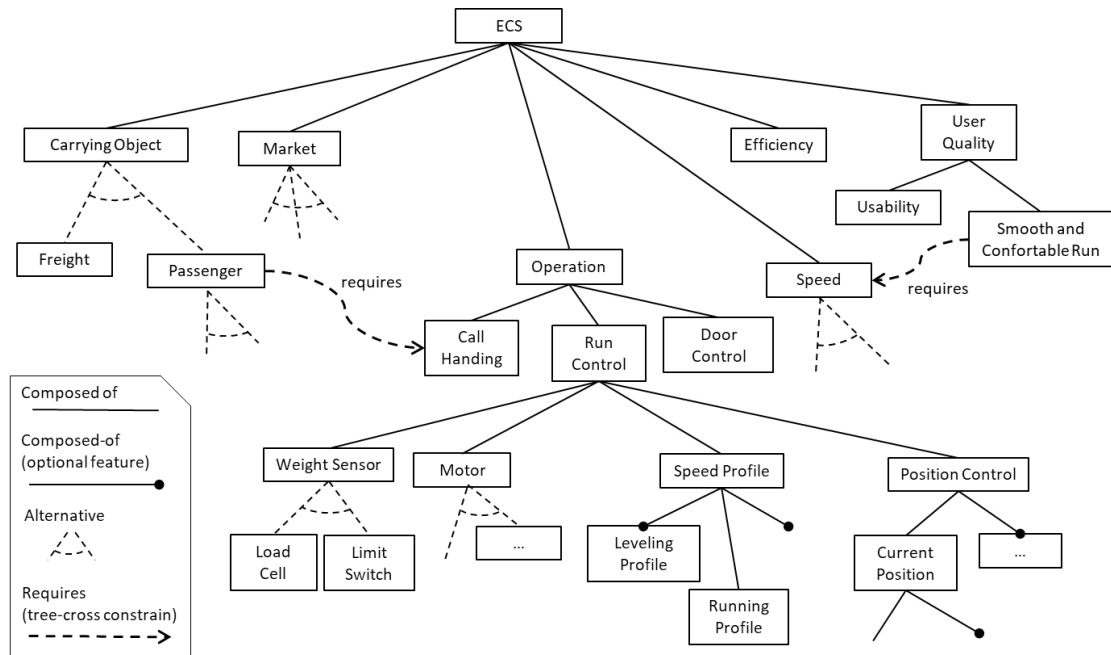 ECS
Carrying Object
Market
Efficiency
User
Quality
Usability
Smooth and
Confortable Run
Freight
Passenger
requires
Operation
Speed
requires
Call
Handing
Run
Control
Door
Control
Composed of
Composed-of
(optional feature)
Alternative
Requires
(tree-cross constrain)
Weight Sensor
Motor
Speed Profile
Position Control
Load
Cell
Limit
Switch
...
Leveling
Profile
Running
Profile
Current
Position
...